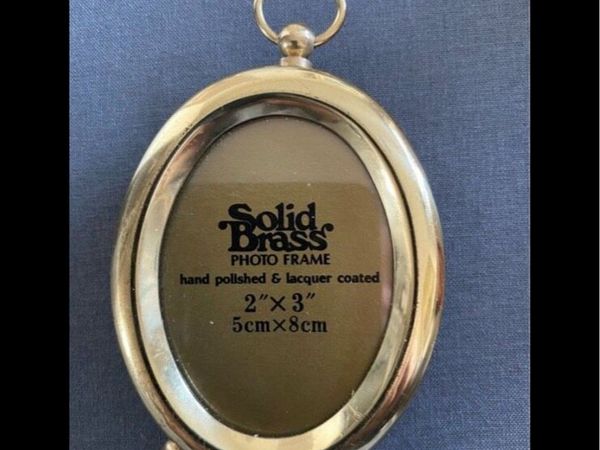 Solid
Brass
PHOTO FRAME
hand polished & lacquer coated
2"×3"
5cm×8cm